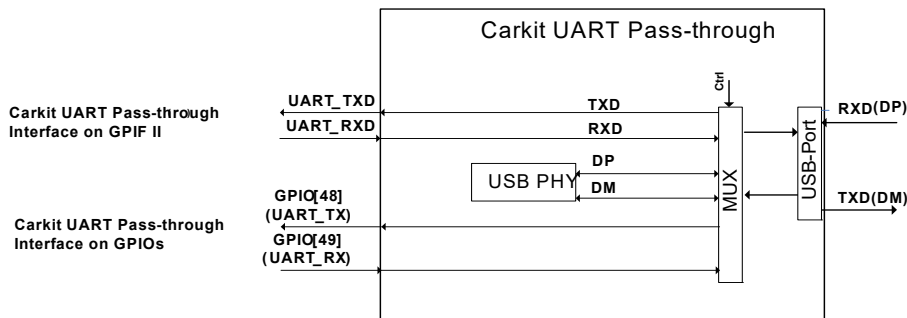 Carkit UART Pass-through
Ctrl
Carkit UART Pass-through
Interface on GPIF II
UART_TXD
TXD
UART_RXD
RXD
RXD(DP)
USB PHY
DP
DM
MUX
USB-Port
TXD(DM)
Carkit UART Pass-through
Interface on GPIOs
GPIO[48]
(UART_TX)
GPIO[49]
(UART_RX)